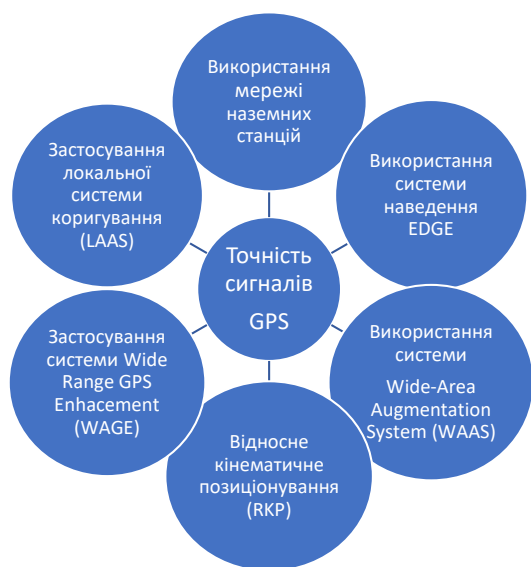 Використання
мережі
наземних
станцій
Застосування
локальної
системи
коригування
(LAAS)
Використання
системи
наведення
EDGE
Точність
сигналів
GPS
Застосування
системи Wide
Range GPS
Enhacement
(WAGE)
Використання
системи
Wide-Area
Augmentation
System (WAAS)
Відносне
кінематичне
позиціонування
(RKP)